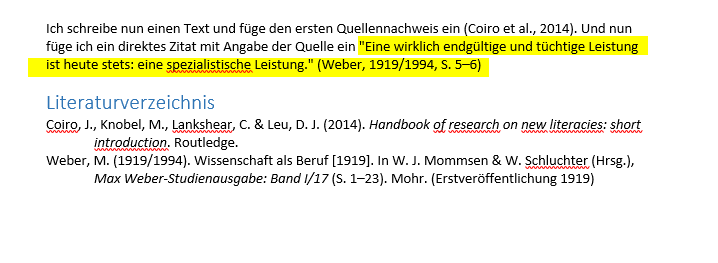 Ich schreibe nun einen Text und füge den ersten Quellennachweis ein (Coiro et al., 2014). Und nun
füge ich ein direktes Zitat mit Angabe der Quelle ein "Eine wirklich endgültige und tüchtige Leistung
ist heute stets: eine spezialistische Leistung." (Weber, 1919/1994, S. 5–6)
Literaturverzeichnis
Coiro, J., Knobel, M., Lankshear, C. & Leu, D. J. (2014). Handbook of research on new literacies: short
introduction. Routledge.
Weber, M. (1919/1994). Wissenschaft als Beruf [1919]. In W. J. Mommsen & W. Schluchter (Hrsg.),
Max Weber-Studienausgabe: Band I/17 (S. 1–23). Mohr. (Erstveröffentlichung 1919)